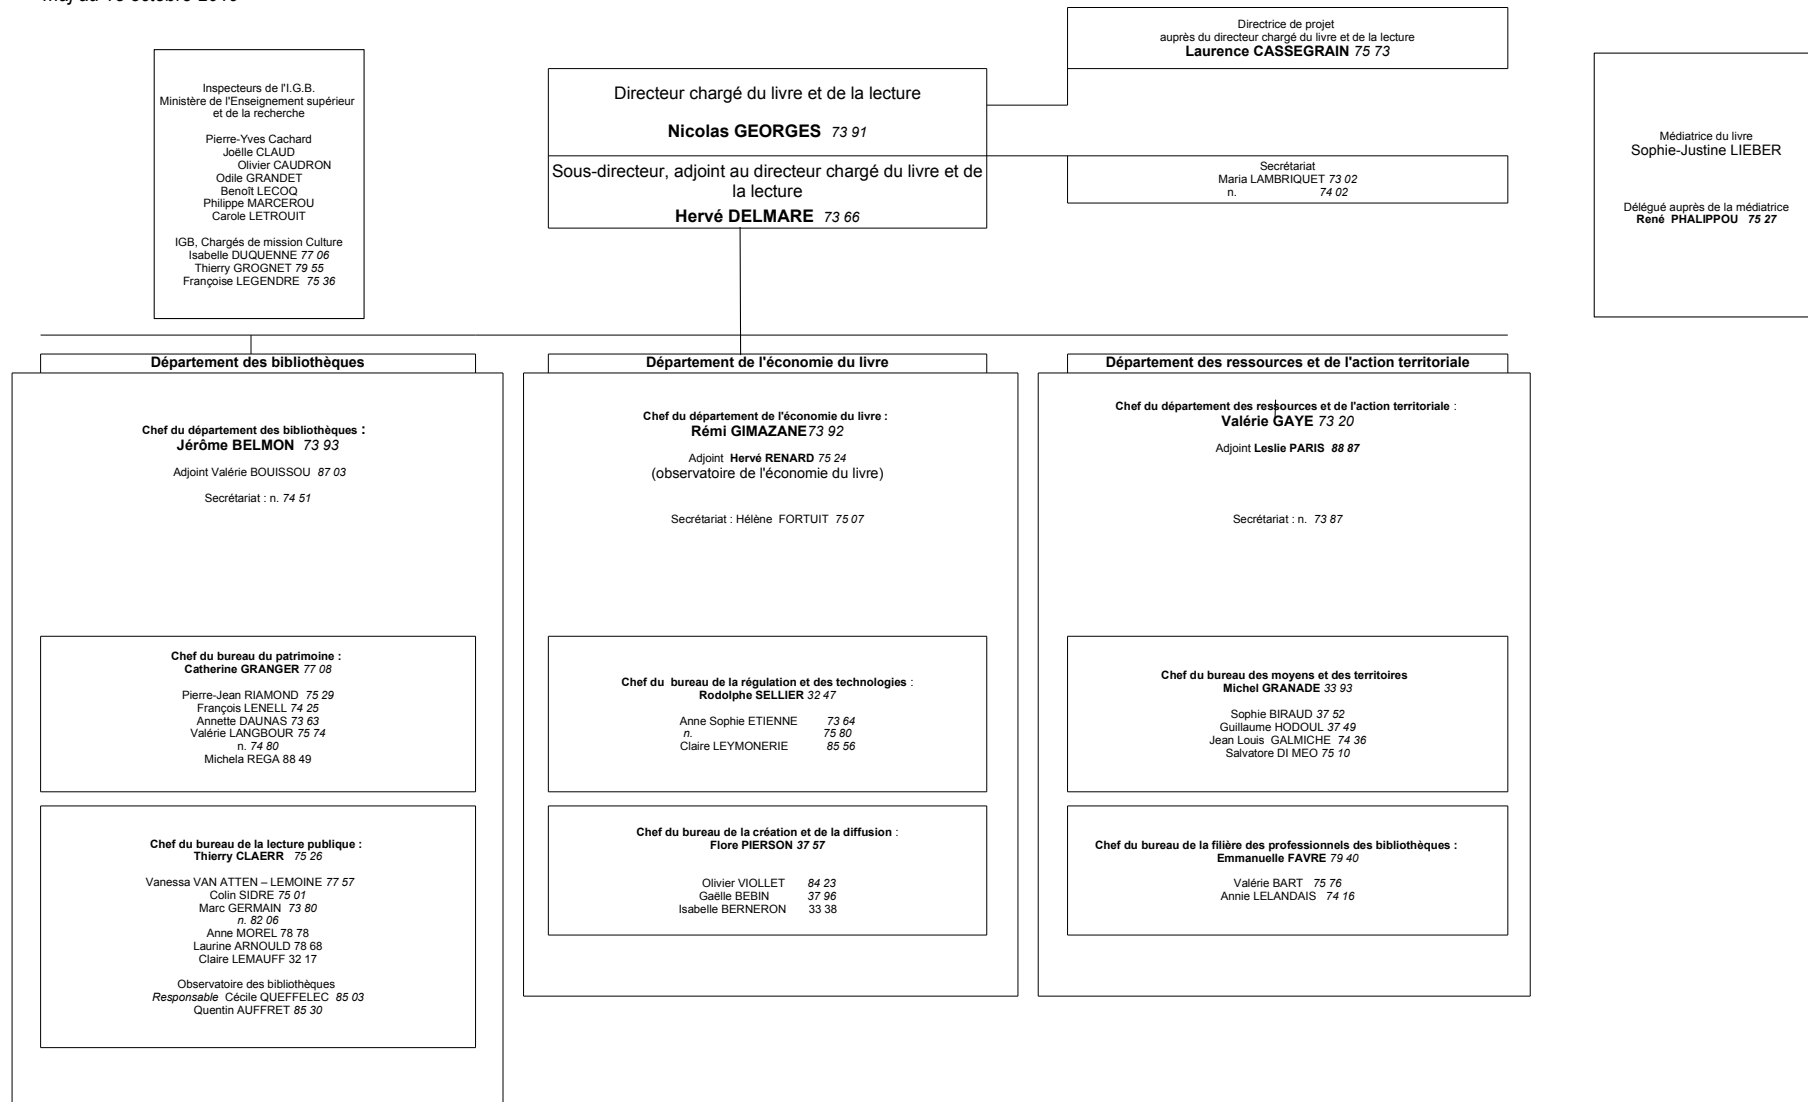 Directrice de projet
auprès du directeur chargé du livre et de la lecture
Laurence CASSEGRAIN 75 73
Inspecteurs de l'I.G.B.
Ministère de l'Enseignement supérieur
et de la recherche
Pierre-Yves Cachard
Joëlle CLAUD
Olivier CAUDRON
Odile GRANDET
Benoît LECOQ
Philippe MARCEROU
Carole LETROUIT
IGB, Chargés de mission Culture
Isabelle DUQUENNE 77 06
Thierry GROGNET 79 55
Françoise LEGENDRE 75 36
Directeur chargé du livre et de la lecture
Nicolas GEORGES 73 91
Sous-directeur, adjoint au directeur chargé du livre et de
la lecture
Hervé DELMARE 73 66
Secrétariat
Maria LAMBRIQUET 73 02
n. 74 02
Médiatrice du livre
Sophie-Justine LIEBER
Délégué auprès de la médiatrice
René PHALIPPOU 75 27
Département des bibliothèques
Chef du département des bibliothèques :
Jérôme BELMON 73 93
Adjoint Valérie BOUISSOU 87 03
Secrétariat : n. 74 51
Chef du bureau du patrimoine :
Catherine GRANGER 77 08
Pierre-Jean RIAMOND 75 29
François LENELL 74 25
Annette DAUNAS 73 63
Valérie LANGBOUR 75 74
n. 74 80
Michela REGA 88 49
Chef du bureau de la lecture publique :
Thierry CLAERR 75 26
Vanessa VAN ATTEN – LEMOINE 77 57
Colin SIDRE 75 01
Marc GERMAIN 73 80
n. 82 06
Anne MOREL 78 78
Laurine ARNOULD 78 68
Claire LEMAUFF 32 17
Observatoire des bibliothèques
Responsable Cécile QUEFFELEC 85 03
Quentin AUFFRET 85 30
Département de l'économie du livre
Chef du département de l'économie du livre :
Rémi GIMAZANE73 92
Adjoint Hervé RENARD 75 24
(observatoire de l'économie du livre)
Secrétariat : Hélène FORTUIT 75 07
Chef du bureau de la régulation et des technologies :
Rodolphe SELLIER 32 47
Anne Sophie ETIENNE 73 64
n. 75 80
Claire LEYMONERIE 85 56
Chef du bureau de la création et de la diffusion :
Flore PIERSON 37 57
Olivier VIOLLET 84 23
Gaëlle BEBIN 37 96
Isabelle BERNERON 33 38
Département des ressources et de l'action territoriale
Chef du département des ressources et de l'action territoriale :
Valérie GAYE 73 20
Adjoint Leslie PARIS 88 87
Secrétariat : n. 73 87
Chef du bureau des moyens et des territoires
Michel GRANADE 33 93
Sophie BIRAUD 37 52
Guillaume HODOUL 37 49
Jean Louis GALMICHE 74 36
Salvatore DI MEO 75 10
Chef du bureau de la filière des professionnels des bibliothèques :
Emmanuelle FAVRE 79 40
Valérie BART 75 76
Annie LELANDAIS 74 16